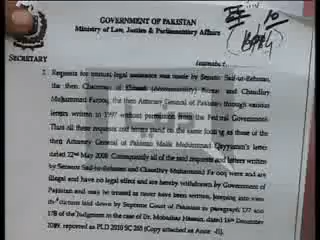 GOVERNMENT OF PAKISTAN
Ministry of Law, Justice & Parliamentary Affairs
SECRETARY
Islamabad
Requests for mutual legal assistance was made by Senator Saif-ur-Rehman,
the then Chairman of Ehtesab (Accountability) Bureau and Chaudhry
Muhammad Farooq, the then Attorney General of Pakistan through various
letters written in 1997 without permission from the Federal Government.
Thus all these requests and letters stand on the same footing as those of the
then Attorney General of Pakistan Malik Muhammad Qayyum's letter
dated 22nd May 2008. Consequently all of the said requests and letters written
by Senator Saif-ur-Rehman and Chaudhry Muhammad Farooq were and are
illegal and have no legal effect and are hereby withdrawn by Government of
Pakistan and may be treated as never have been written, keeping into view
the dictum laid down by Supreme Court of Pakistan in paragraph 177 and
178 of the Judgment in the case of Dr. Mobashir Hassan, dated 16th December
2009, reported as PLD 2010 SC 265 (Copy attached as Annx -B).